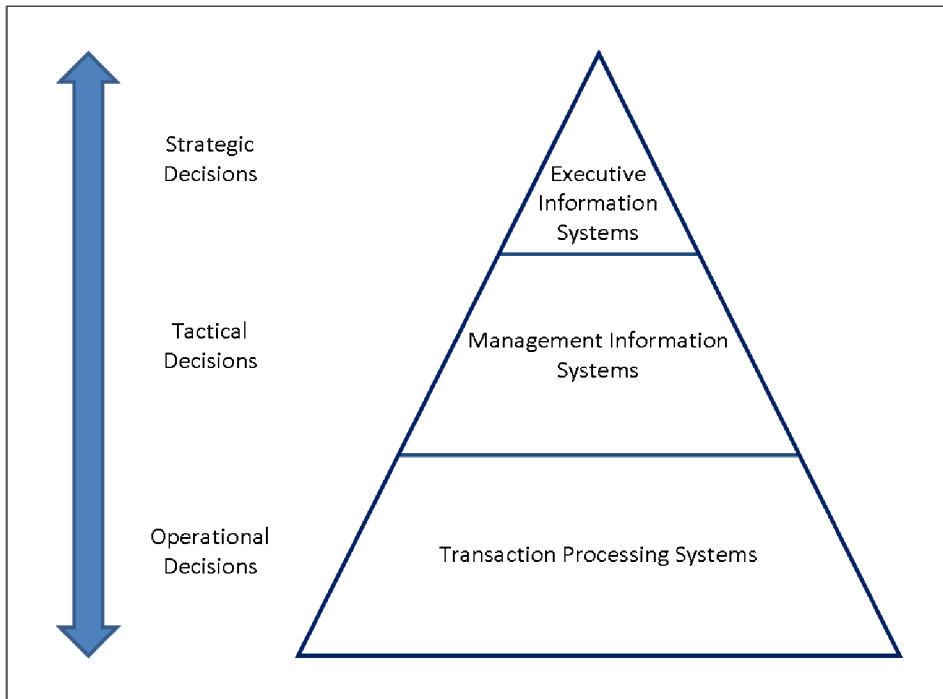 Strategic
Decisions
Executive
Information
Systems
Tactical
Decisions
Management Information
Systems
Operational
Decisions
Transaction Processing Systems